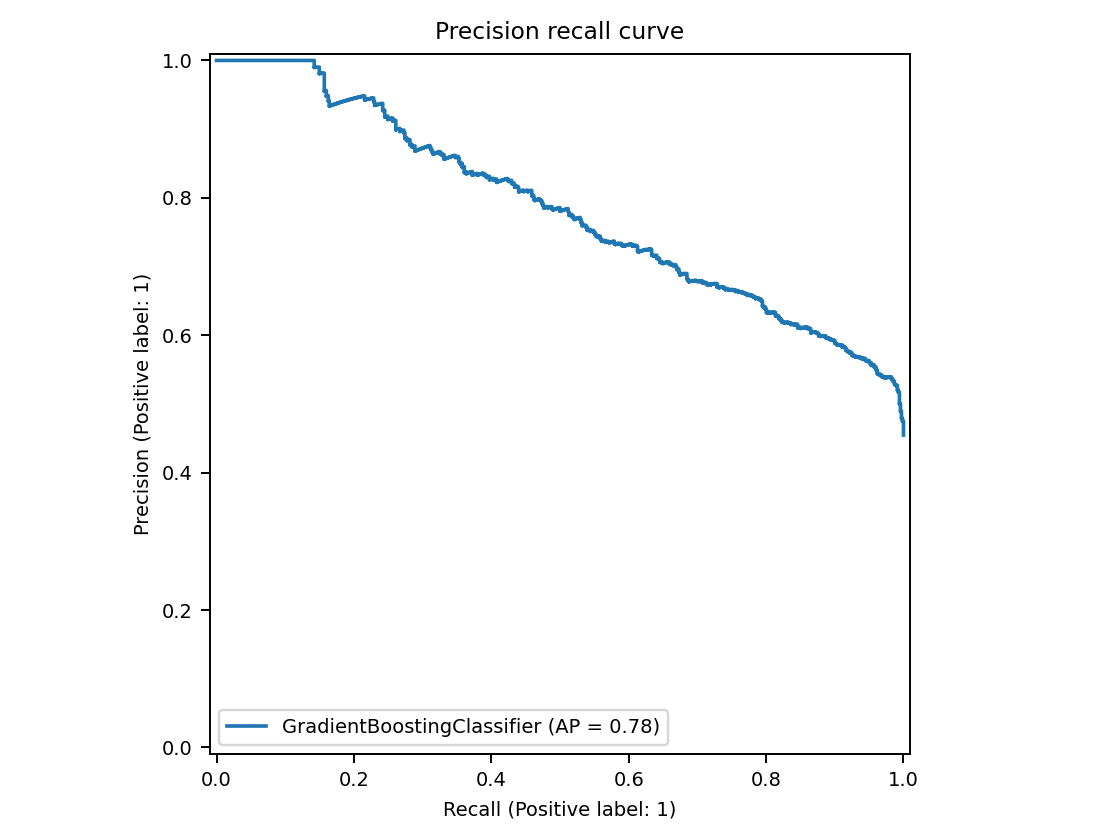 Precision recall curve
1.0
0.8
0.6
0.4
0.2
0.0
Precision (Positive label: 1)
GradientBoostingClassifier (AP = 0.78)
0.0 0.2 0.4 0.6 0.8 1.0
Recall (Positive label: 1)